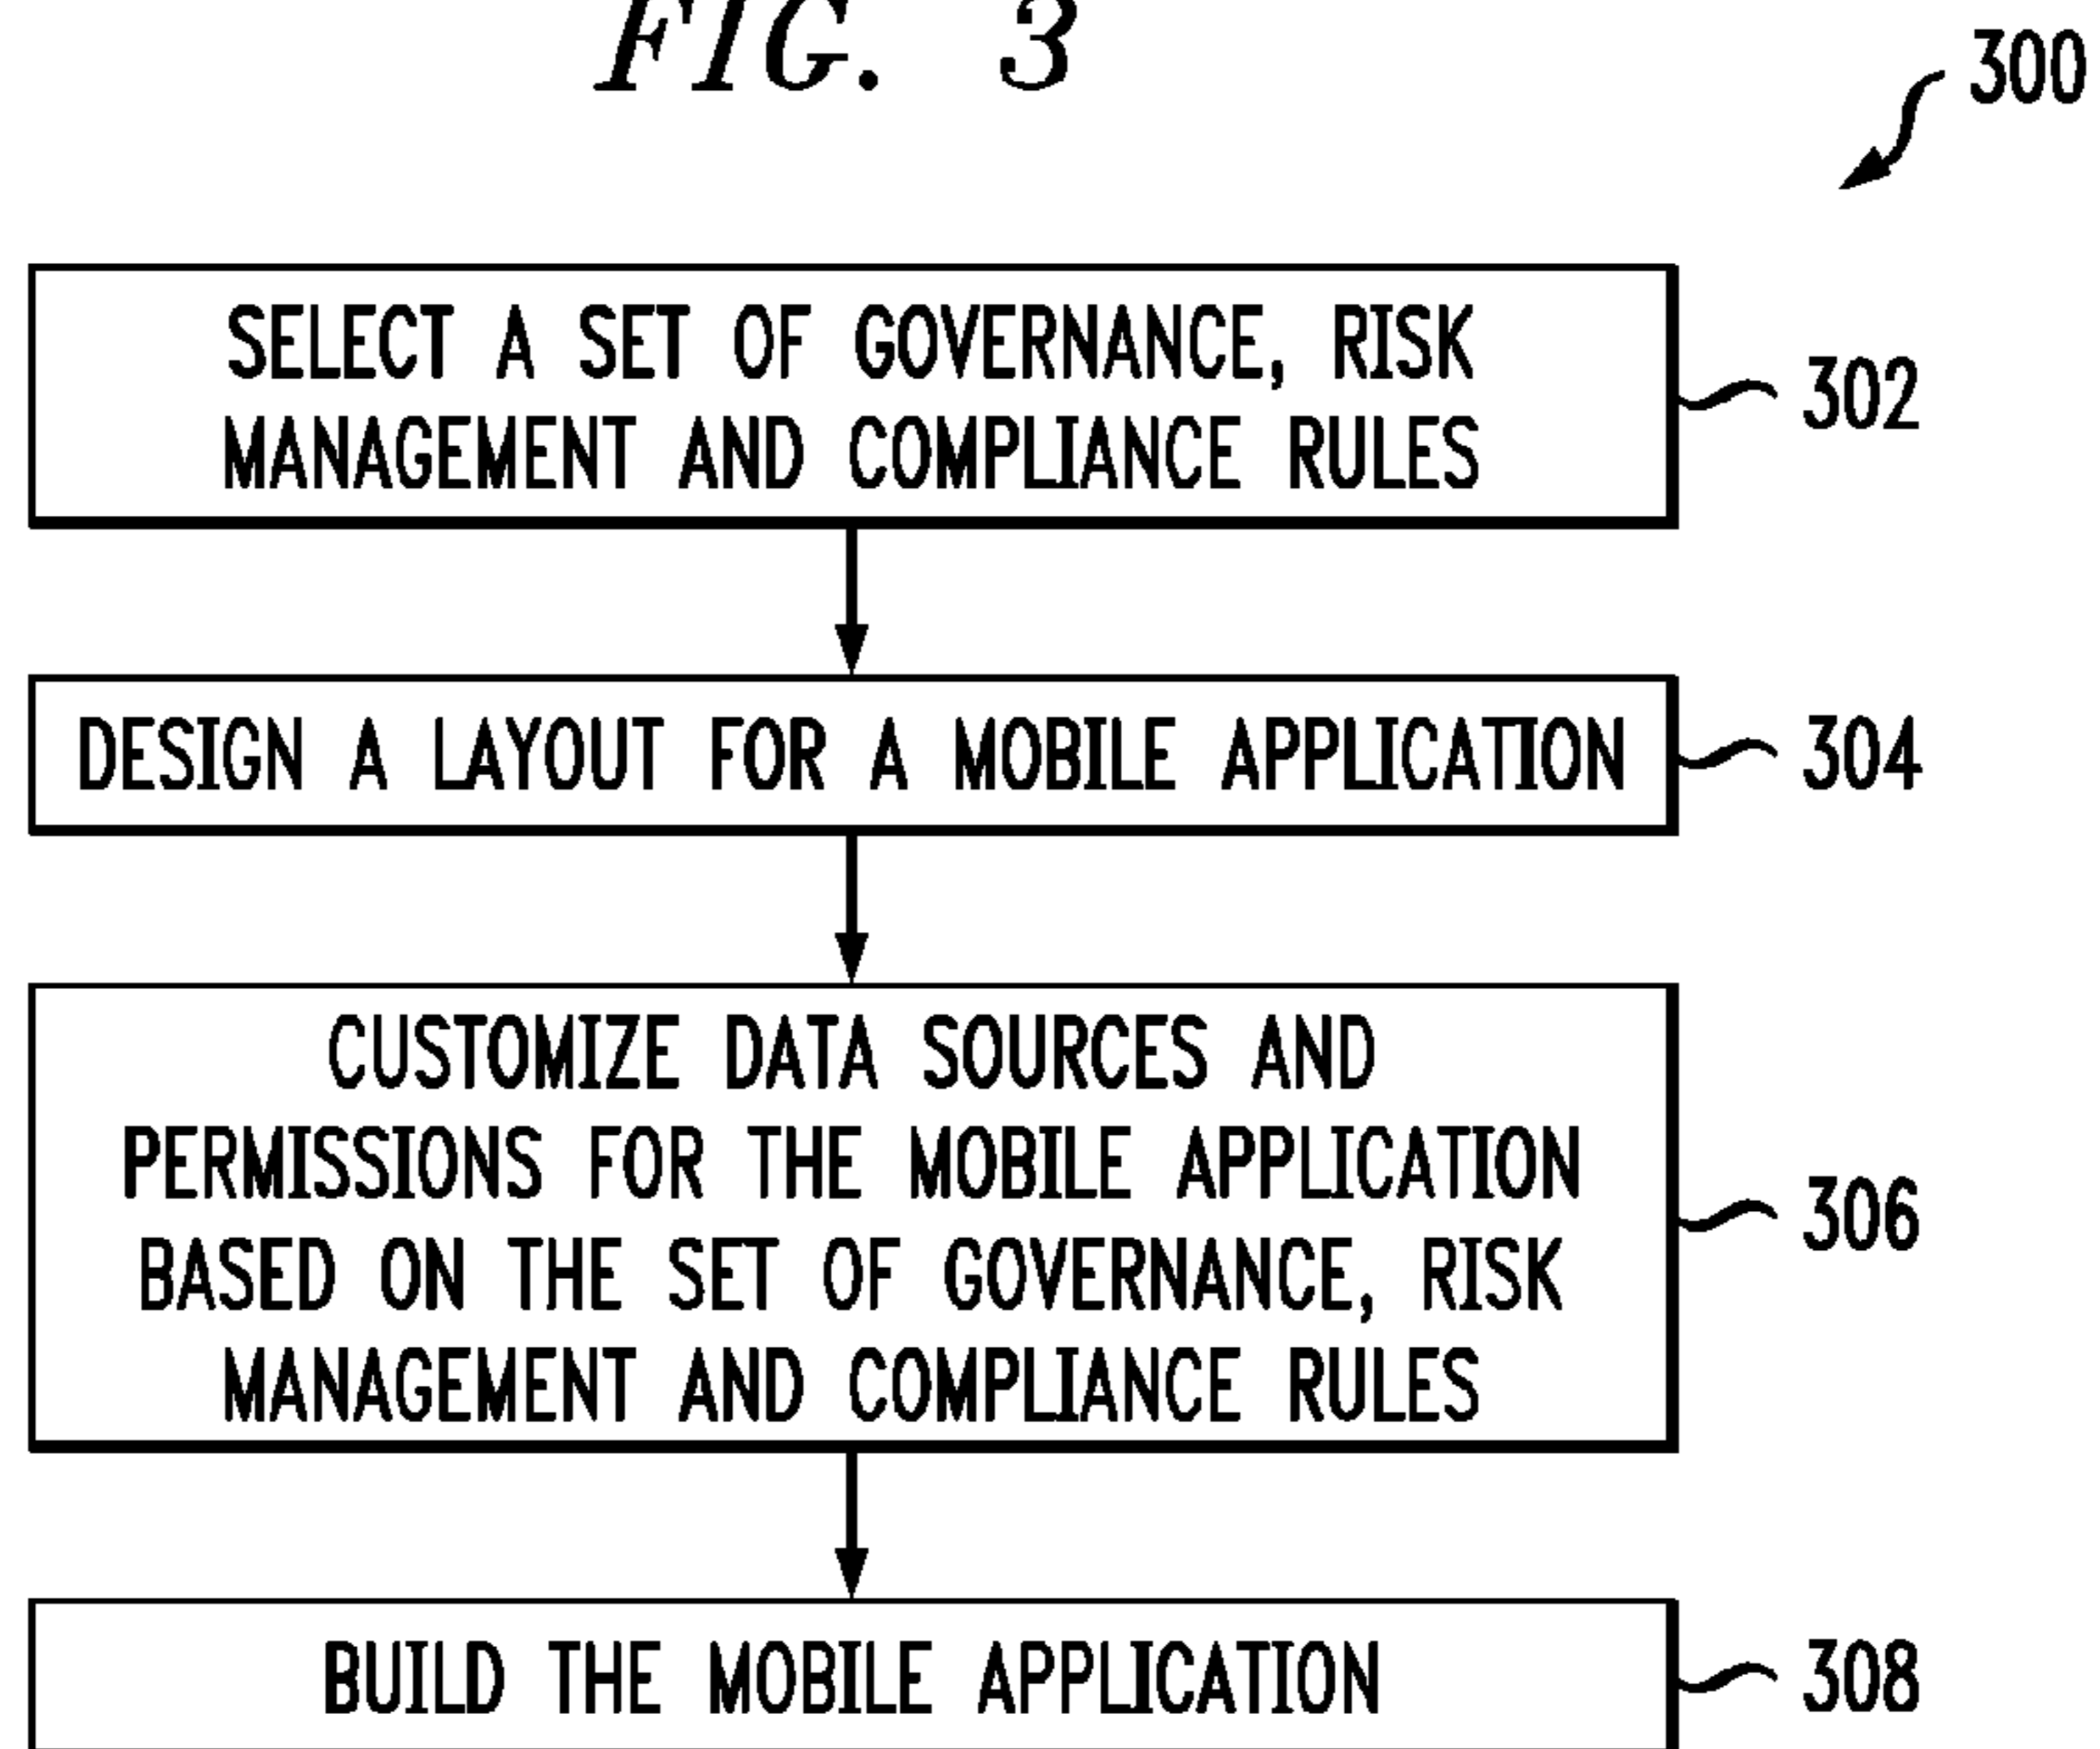 FIG. 3
300
SELECT A SET OF GOVERNANCE, RISK
MANAGEMENT AND COMPLIANCE RULES
302
DESIGN A LAYOUT FOR A MOBILE APPLICATION
304
CUSTOMIZE DATA SOURCES AND
PERMISSIONS FOR THE MOBILE APPLICATION
BASED ON THE SET OF GOVERNANCE, RISK
MANAGEMENT AND COMPLIANCE RULES
306
BUILD THE MOBILE APPLICATION
308